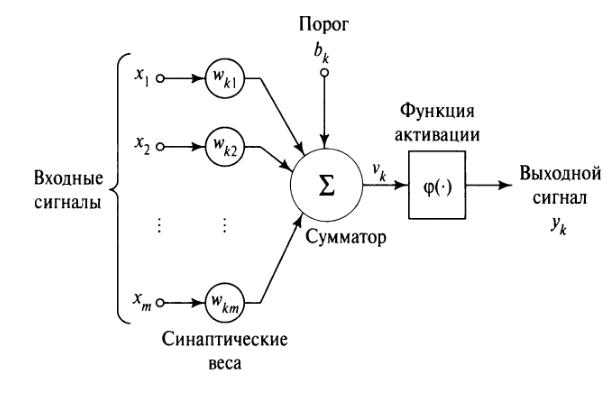 Порог
b_k
x_1
w_k1
x_2
w_k2
Входные
сигналы
⋮
⋮
x_m
w_km
Синаптические
веса
Σ
Сумматор
v_k
Функция
активации
φ(·)
Выходной
сигнал
y_k